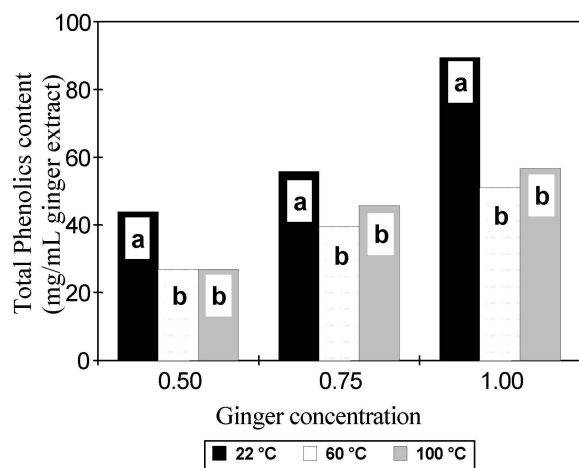 Total Phenolics content
(mg/mL ginger extract)
100
80
60
40
20
0
a
b
b
a
b
b
a
b
b
0.50
0.75
1.00
Ginger concentration
22 °C
60 °C
100 °C